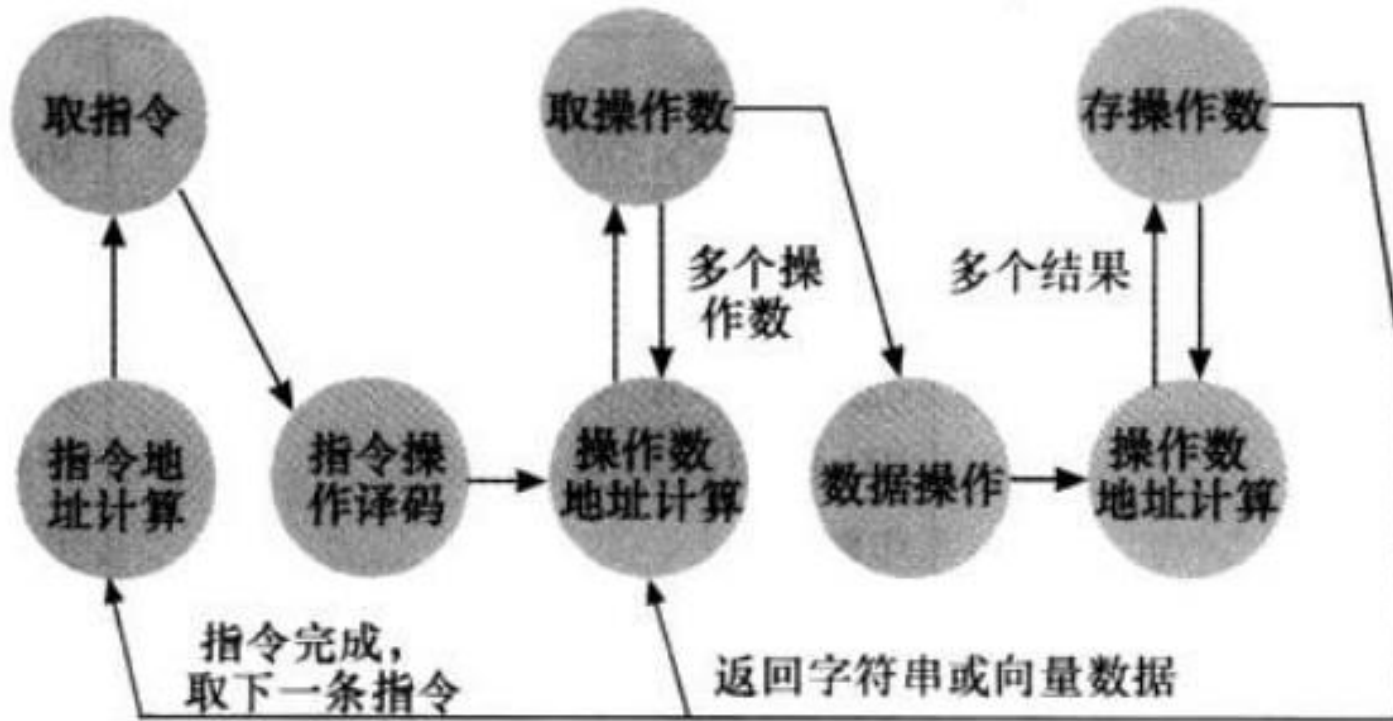 取指令
取操作数
存操作数
多个操
作数
多个结果
指令地
址计算
指令操
作译码
操作数
地址计算
数据操作
操作数
地址计算
指令完成，
取下一条指令
返回字符串或向量数据